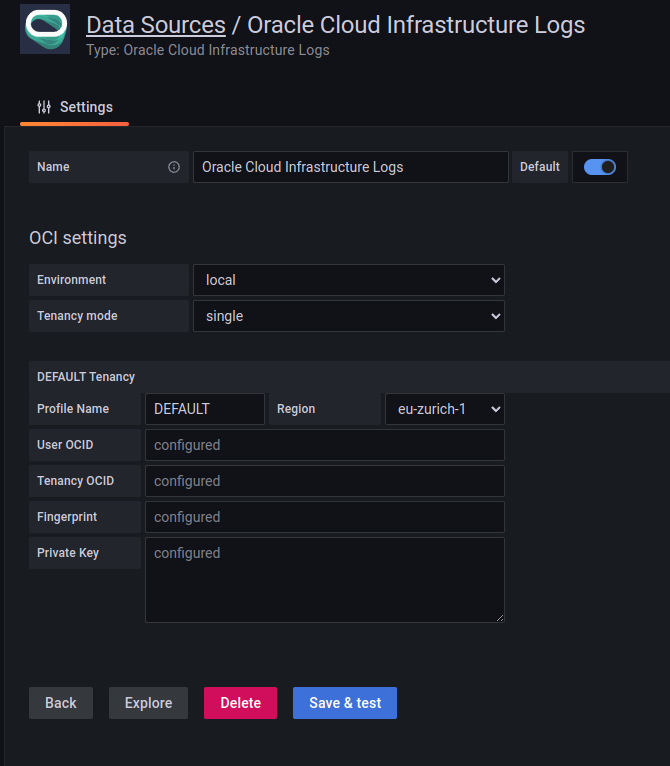 Data Sources / Oracle Cloud Infrastructure Logs
Type: Oracle Cloud Infrastructure Logs
Settings
Name Oracle Cloud Infrastructure Logs Default
OCI settings
Environment local
Tenancy mode single
DEFAULT Tenancy
Profile Name DEFAULT Region eu-zurich-1
User OCID configured
Tenancy OCID configured
Fingerprint configured
Private Key configured
Back Explore Delete Save & test